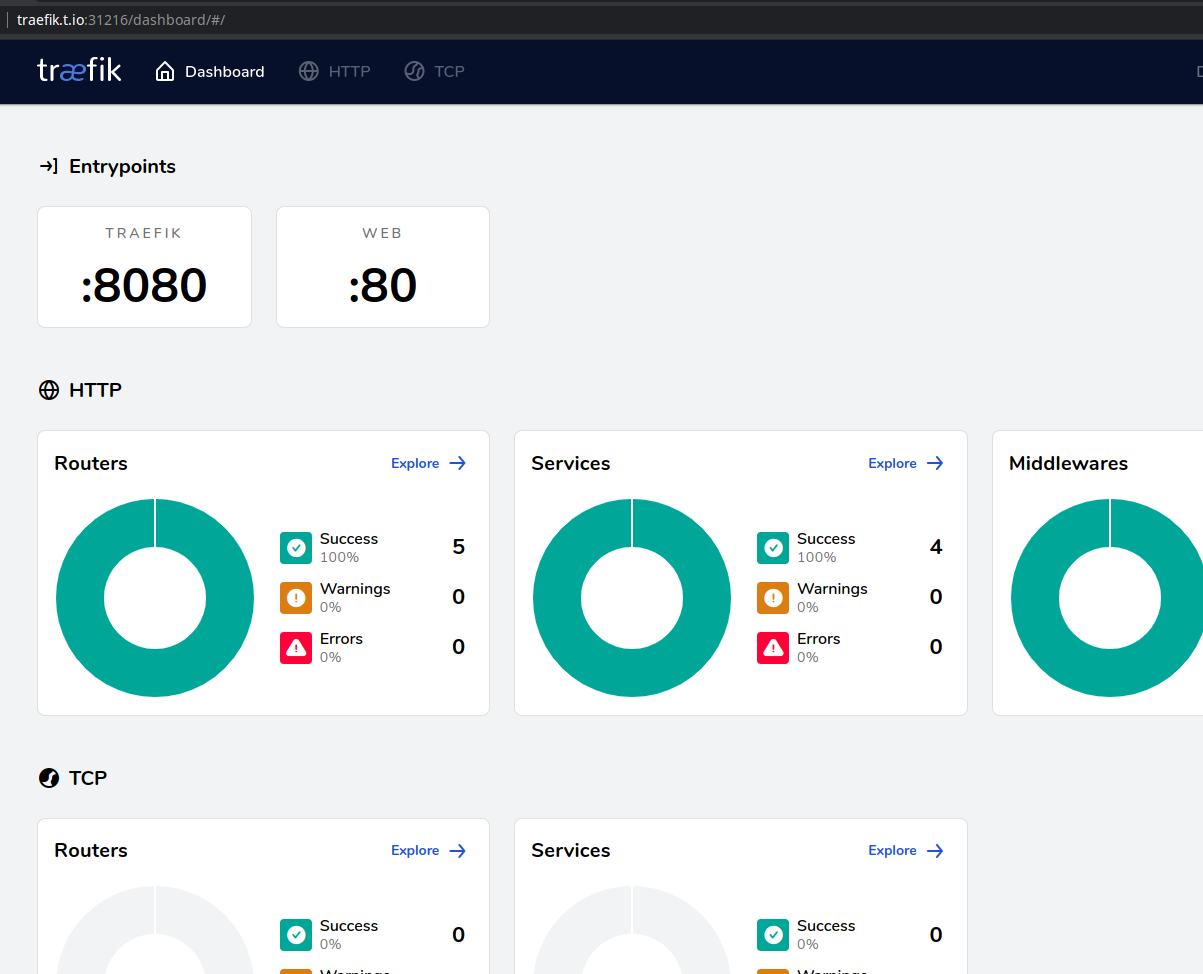 traefik.t.io:31216/dashboard/#/
træfik Dashboard HTTP TCP
Entrypoints
TRAEFIK
:8080
WEB
:80
HTTP
Routers Explore
Success 5
100%
Warnings 0
0%
Errors 0
0%
Services Explore
Success 4
100%
Warnings 0
0%
Errors 0
0%
Middlewares
TCP
Routers Explore
Success 0
0%
Warnings
Services Explore
Success 0
0%
Warnings